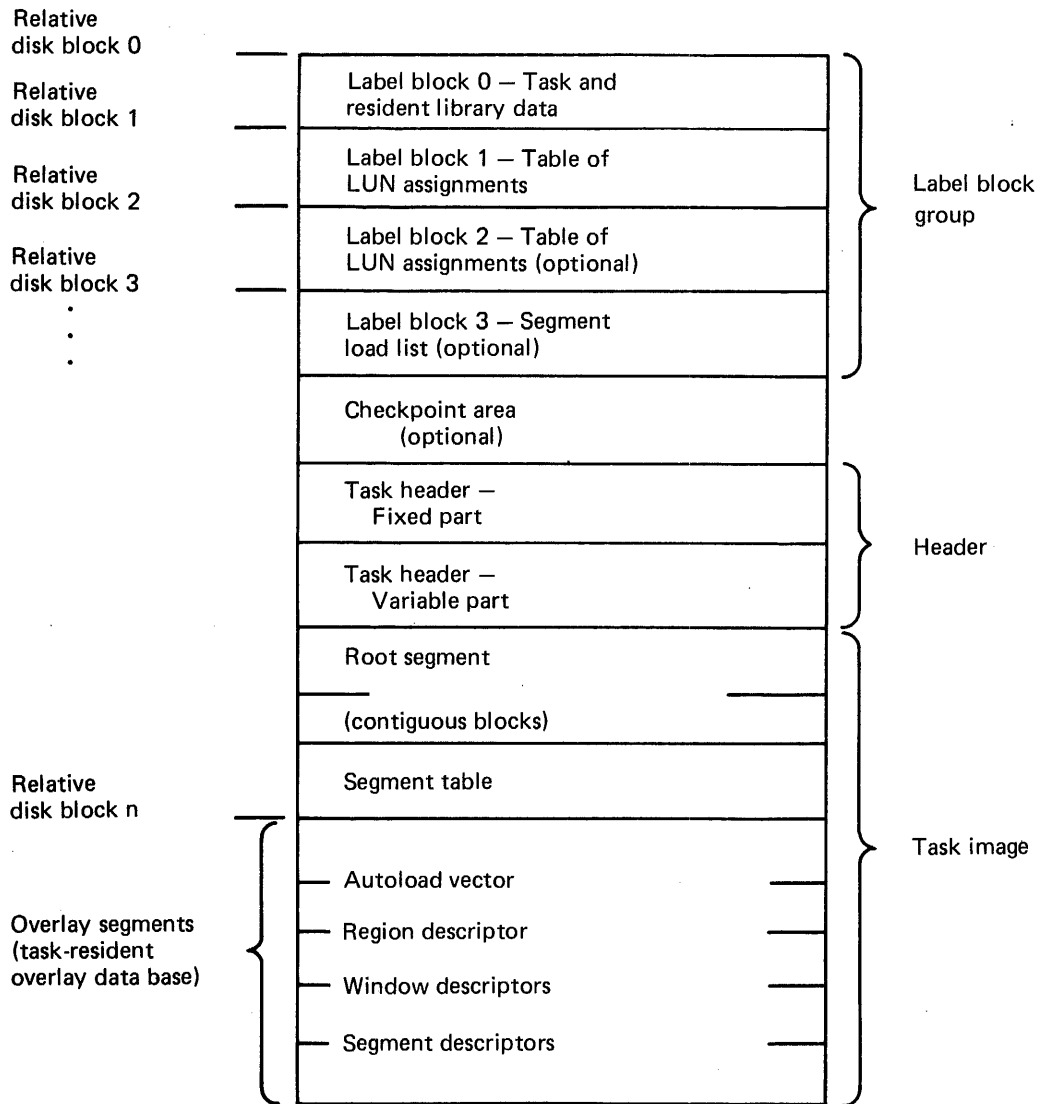 Relative
disk block 0
Label block 0 — Task and
resident library data
Relative
disk block 1
Label block 1 — Table of
LUN assignments
Relative
disk block 2
Label block 2 — Table of
LUN assignments (optional)
Relative
disk block 3
Label block 3 — Segment
load list (optional)
Label block
group
Checkpoint area
(optional)
Task header —
Fixed part
Task header —
Variable part
Header
Root segment
(contiguous blocks)
Segment table
Relative
disk block n
Autoload vector
Region descriptor
Window descriptors
Segment descriptors
Overlay segments
(task-resident
overlay data base)
Task image